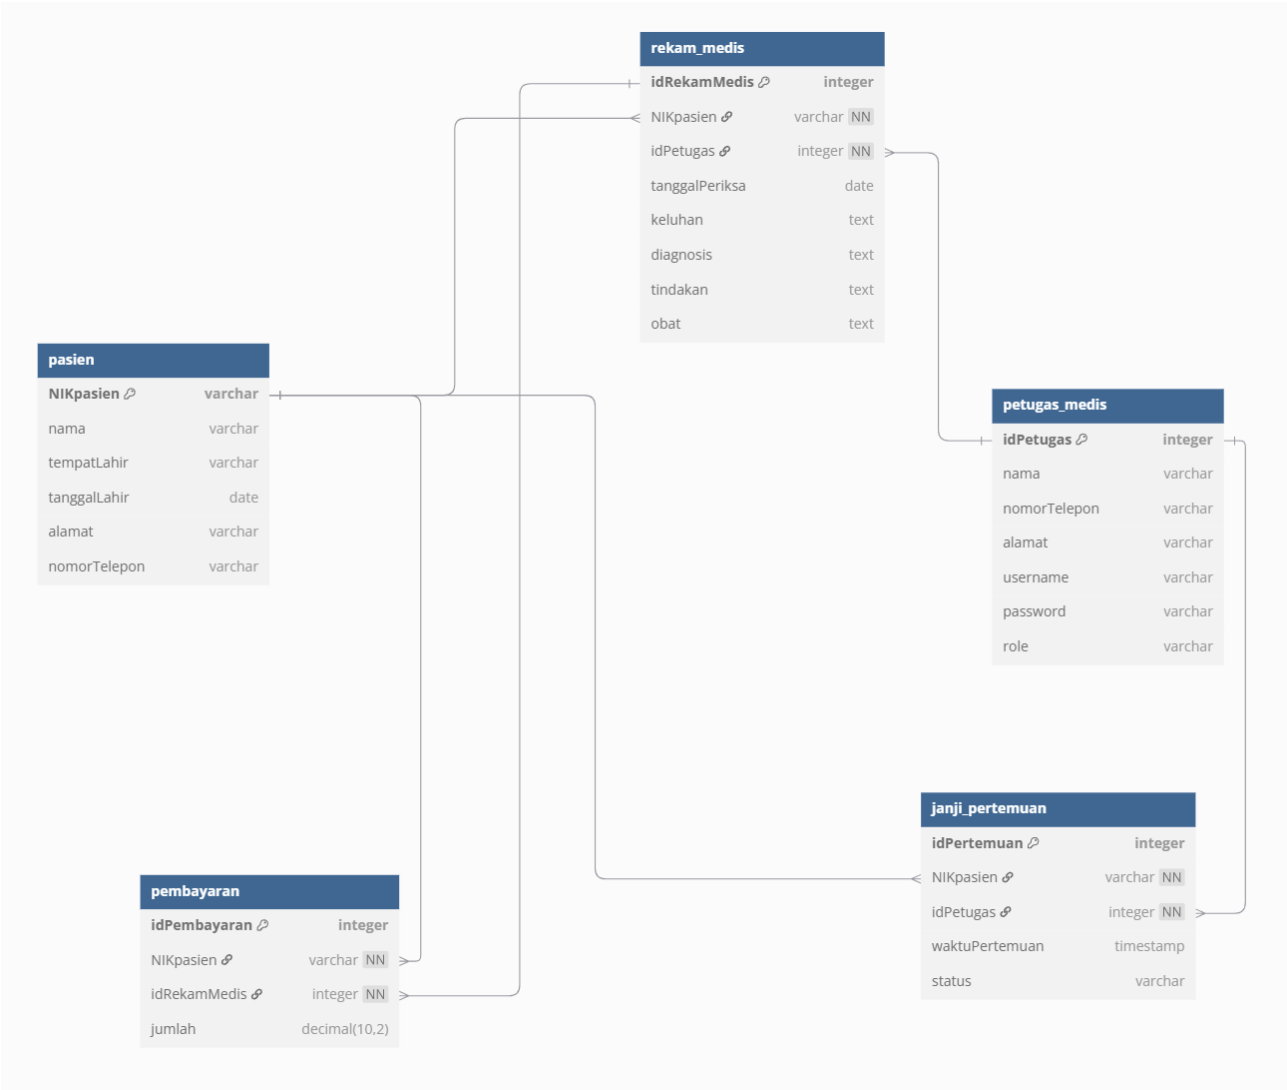 rekam_medis
idRekamMedis integer
NIKpasien varchar NN
idPetugas integer NN
tanggalPeriksa date
keluhan text
diagnosis text
tindakan text
obat text
pasien
NIKpasien varchar
nama varchar
tempatLahir varchar
tanggalLahir date
alamat varchar
nomorTelepon varchar
petugas_medis
idPetugas integer
nama varchar
nomorTelepon varchar
alamat varchar
username varchar
password varchar
role varchar
janji_pertemuan
idPertemuan integer
NIKpasien varchar NN
idPetugas integer NN
waktuPertemuan timestamp
status varchar
pembayaran
idPembayaran integer
NIKpasien varchar NN
idRekamMedis integer NN
jumlah decimal(10,2)